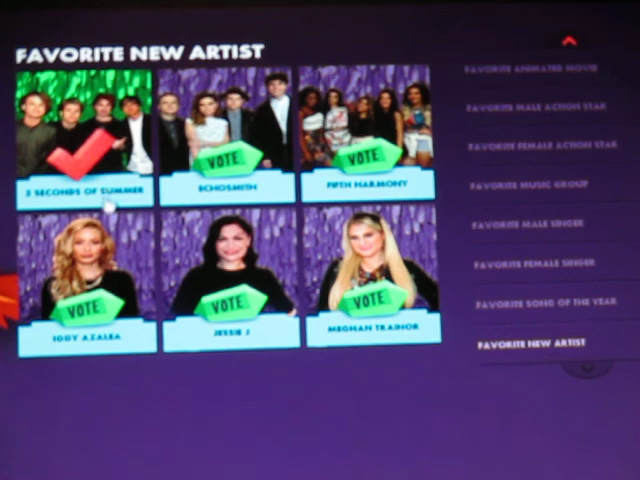 FAVORITE NEW ARTIST
5 SECONDS OF SUMMER
VOTE
ECHOSMITH
VOTE
FIFTH HARMONY
VOTE
IGGY AZALEA
VOTE
JESSIE J
VOTE
MEGHAN TRAINOR
FAVORITE ANIMATED MOVIE
FAVORITE MALE ACTION STAR
FAVORITE FEMALE ACTION STAR
FAVORITE MUSIC GROUP
FAVORITE MALE SINGER
FAVORITE FEMALE SINGER
FAVORITE SONG OF THE YEAR
FAVORITE NEW ARTIST